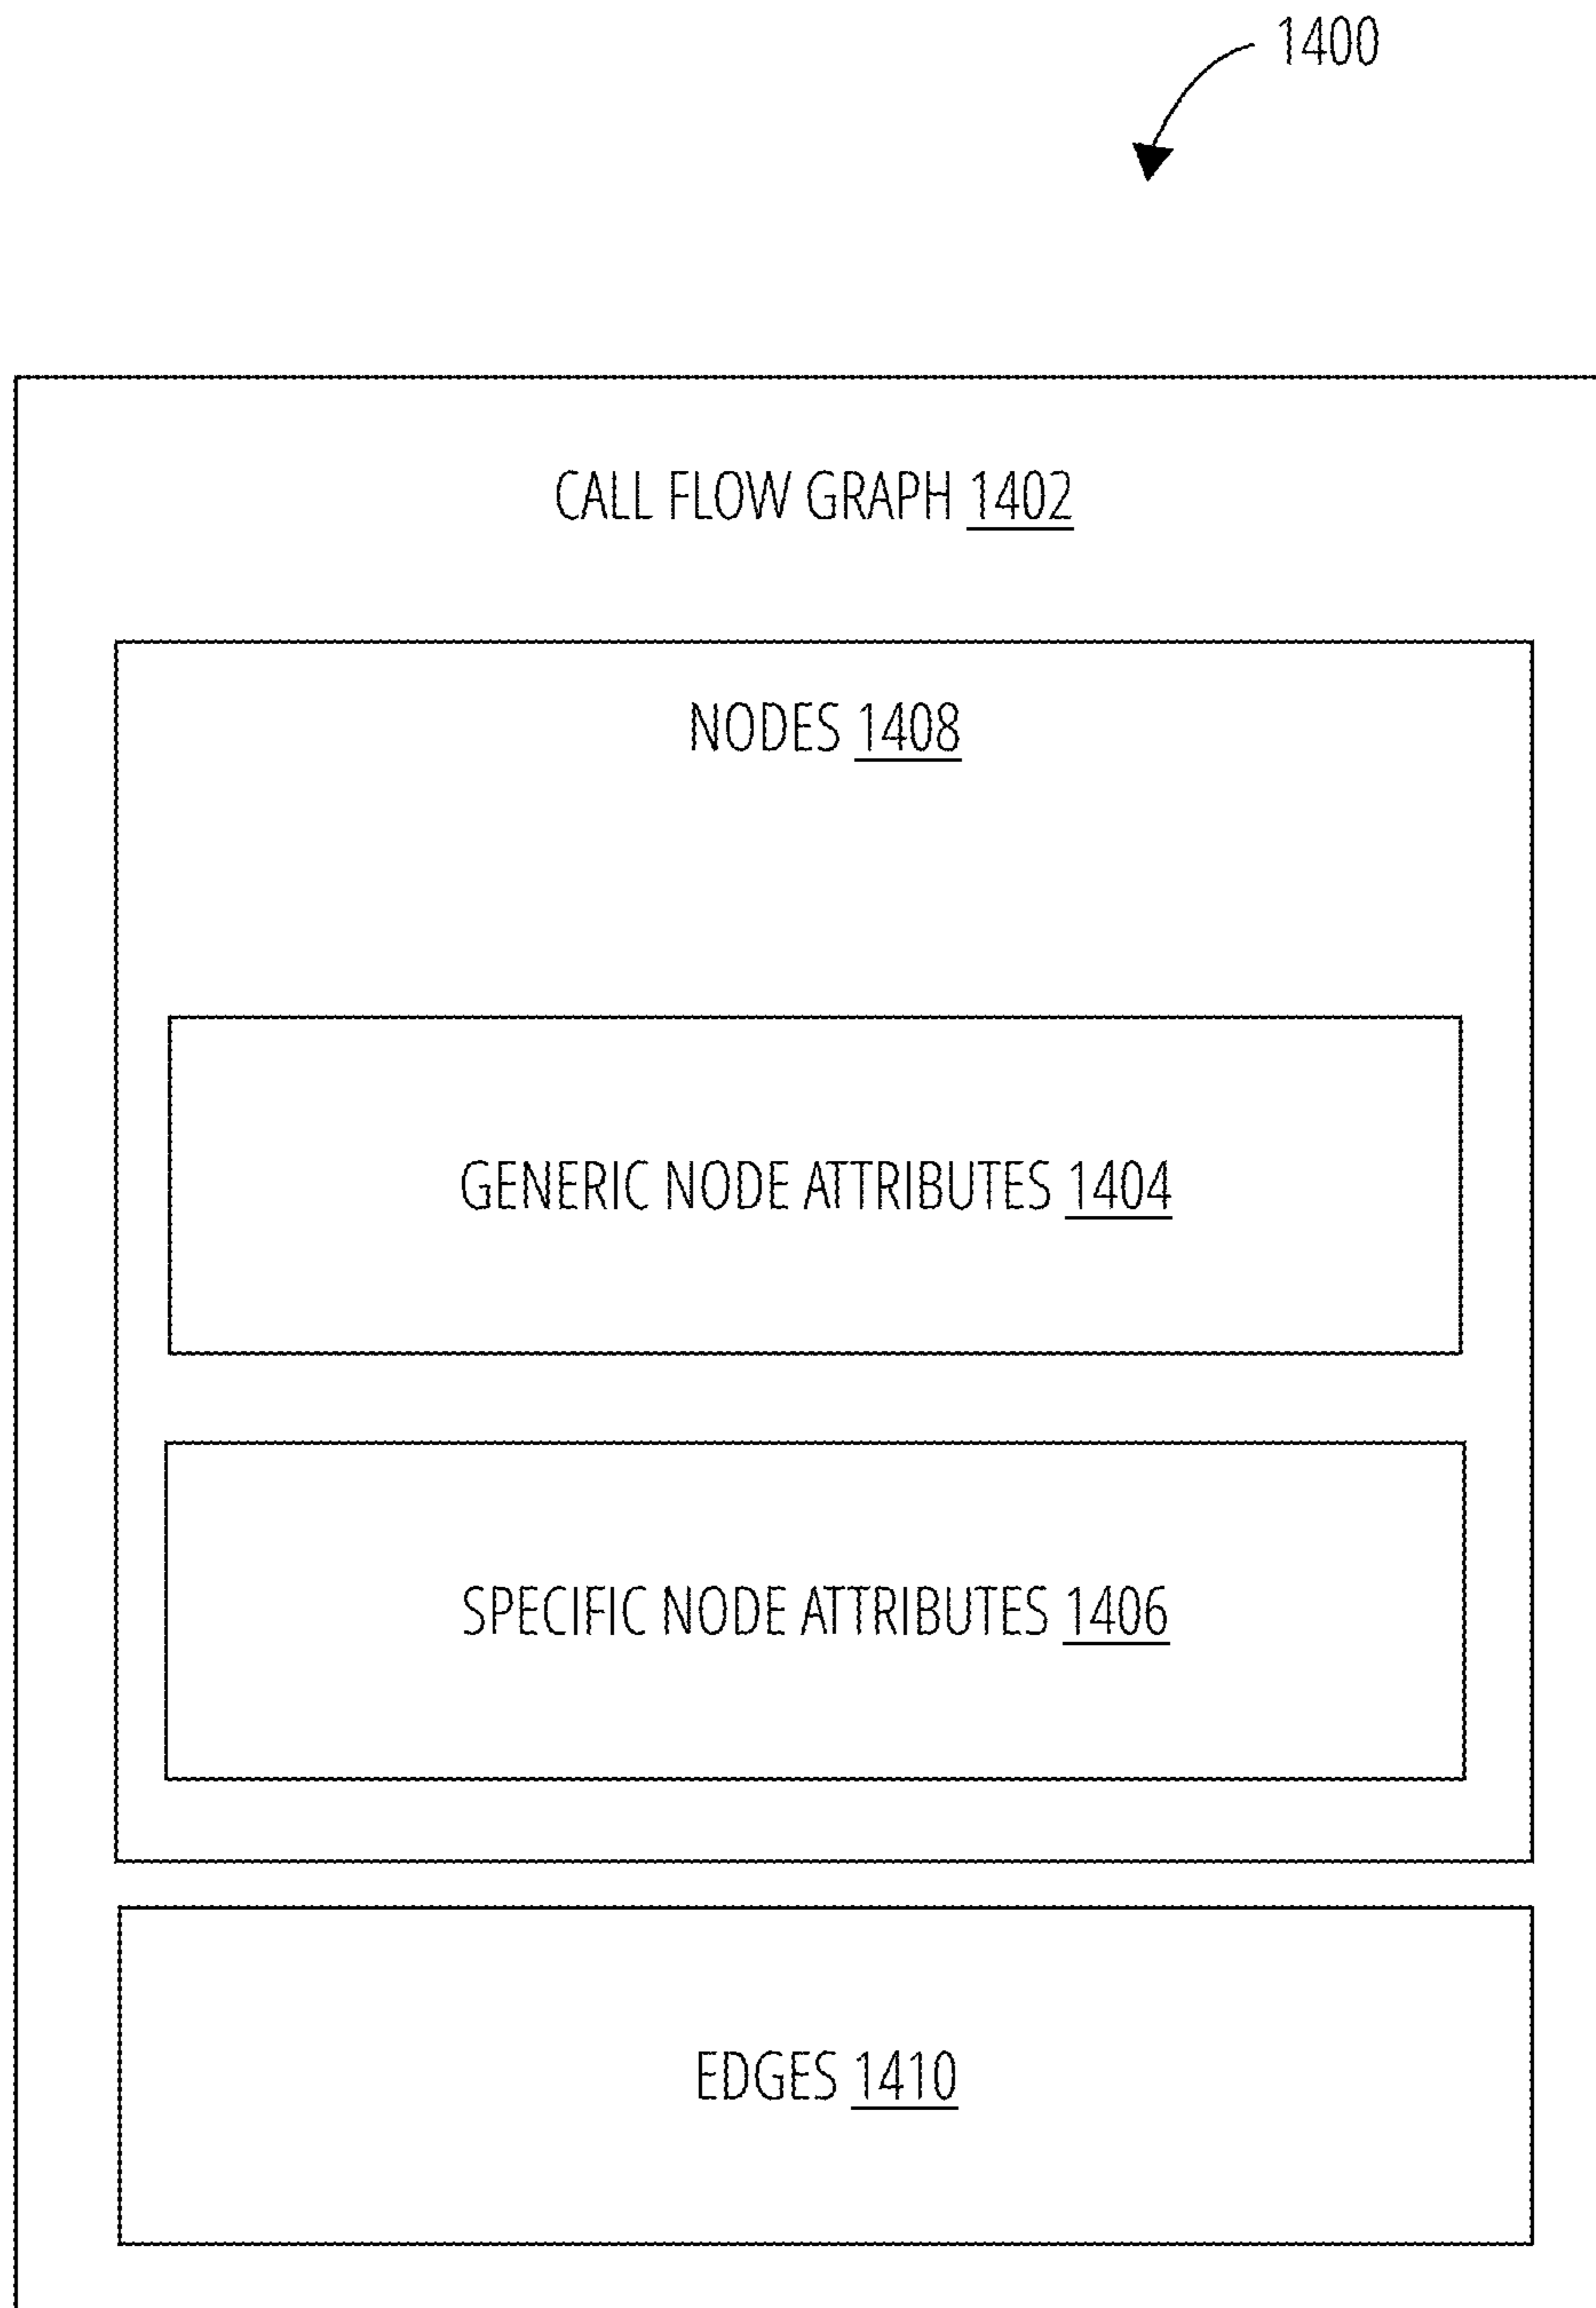 1400
CALL FLOW GRAPH 1402
NODES 1408
GENERIC NODE ATTRIBUTES 1404
SPECIFIC NODE ATTRIBUTES 1406
EDGES 1410